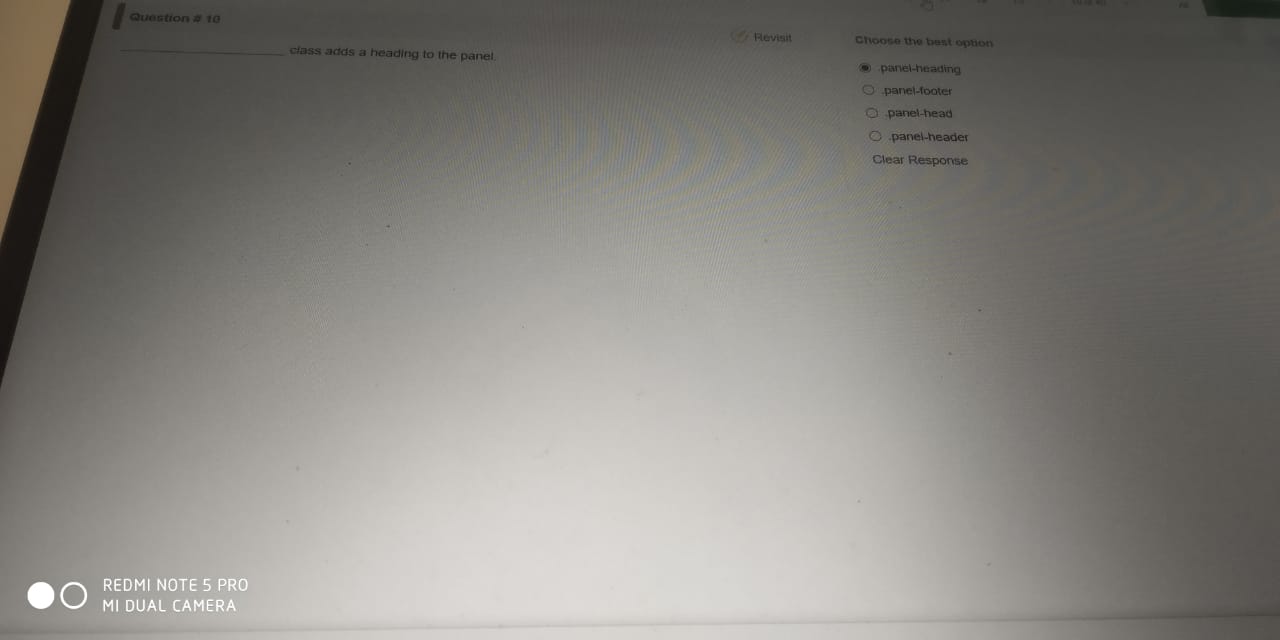 Question # 10
____________________ class adds a heading to the panel.
Revisit
Choose the best option
.panel-heading
.panel-footer
.panel-head
.panel-header
Clear Response
REDMI NOTE 5 PRO
MI DUAL CAMERA